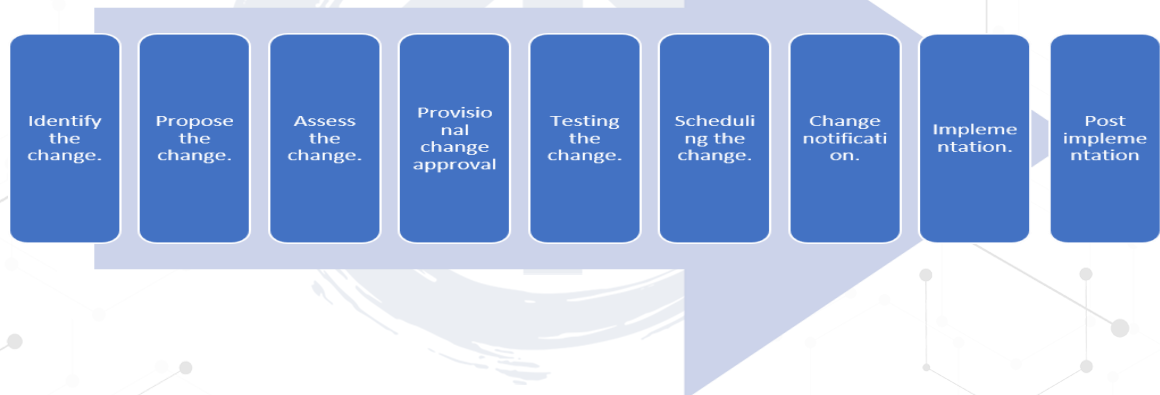 Identify
the
change.
Propose
the
change.
Assess
the
change.
Provisio
nal
change
approval
Testing
the
change.
Scheduli
ng the
change.
Change
notificati
on.
Impleme
ntation.
Post
impleme
ntation